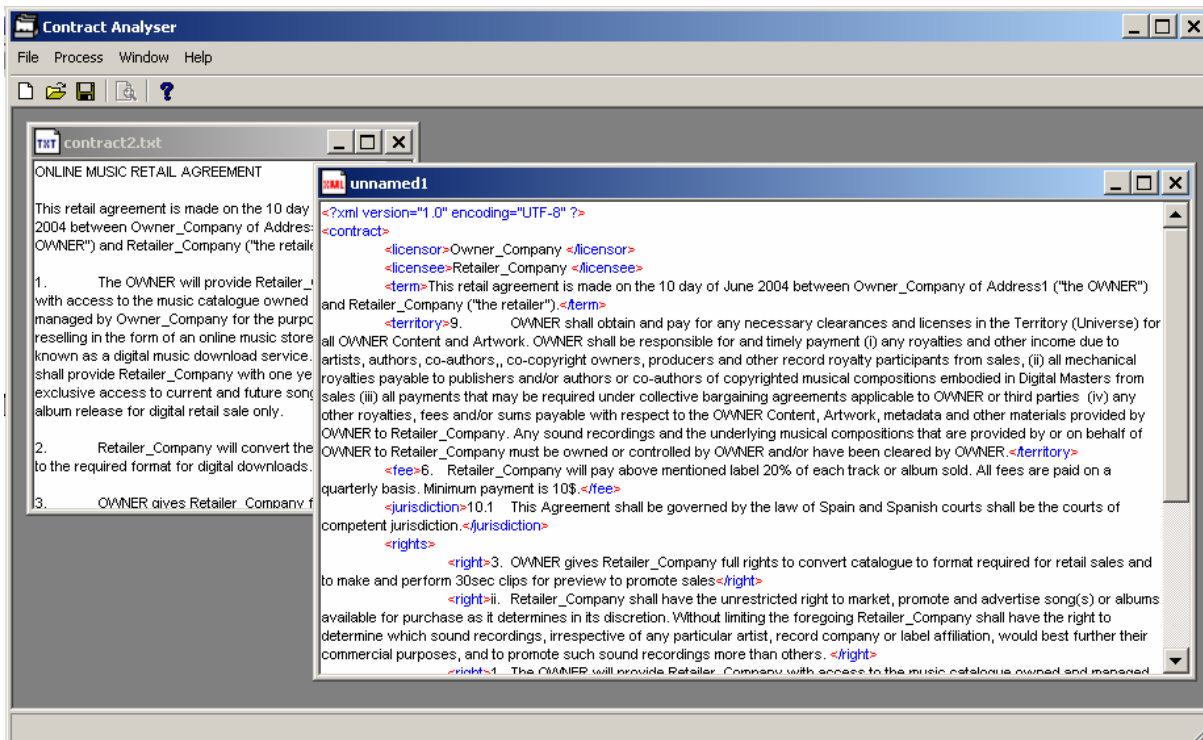 Contract Analyser
File Process Window Help
TXT contract2.txt
ONLINE MUSIC RETAIL AGREEMENT
This retail agreement is made on the 10 day
2004 between Owner_Company of Address
OWNER") and Retailer_Company ("the retaile
1. The OWNER will provide Retailer_
with access to the music catalogue owned
managed by Owner_Company for the purpo
reselling in the form of an online music store
known as a digital music download service.
shall provide Retailer_Company with one ye
exclusive access to current and future song
album release for digital retail sale only.
2. Retailer_Company will convert the
to the required format for digital downloads.
3. OWNER gives Retailer_Company f
XML unnamed1
<?xml version="1.0" encoding="UTF-8" ?>
<contract>
<licensor>Owner_Company </licensor>
<licensee>Retailer_Company </licensee>
<term>This retail agreement is made on the 10 day of June 2004 between Owner_Company of Address1 ("the OWNER")
and Retailer_Company ("the retailer").</term>
<territory>9. OWNER shall obtain and pay for any necessary clearances and licenses in the Territory (Universe) for
all OWNER Content and Artwork. OWNER shall be responsible for and timely payment (i) any royalties and other income due to
artists, authors, co-authors,, co-copyright owners, producers and other record royalty participants from sales, (ii) all mechanical
royalties payable to publishers and/or authors or co-authors of copyrighted musical compositions embodied in Digital Masters from
sales (iii) all payments that may be required under collective bargaining agreements applicable to OWNER or third parties (iv) any
other royalties, fees and/or sums payable with respect to the OWNER Content, Artwork, metadata and other materials provided by
OWNER to Retailer_Company. Any sound recordings and the underlying musical compositions that are provided by or on behalf of
OWNER to Retailer_Company must be owned or controlled by OWNER and/or have been cleared by OWNER.</territory>
<fee>6. Retailer_Company will pay above mentioned label 20% of each track or album sold. All fees are paid on a
quarterly basis. Minimum payment is 10$.</fee>
<jurisdiction>10.1 This Agreement shall be governed by the law of Spain and Spanish courts shall be the courts of
competent jurisdiction.</jurisdiction>
<rights>
<right>3. OWNER gives Retailer_Company full rights to convert catalogue to format required for retail sales and
to make and perform 30sec clips for preview to promote sales</right>
<right>ii. Retailer_Company shall have the unrestricted right to market, promote and advertise song(s) or albums
available for purchase as it determines in its discretion. Without limiting the foregoing Retailer_Company shall have the right to
determine which sound recordings, irrespective of any particular artist, record company or label affiliation, would best further their
commercial purposes, and to promote such sound recordings more than others. </right>
<right>1. The OWNER will provide Retailer_Company with access to the music catalogue owned and managed